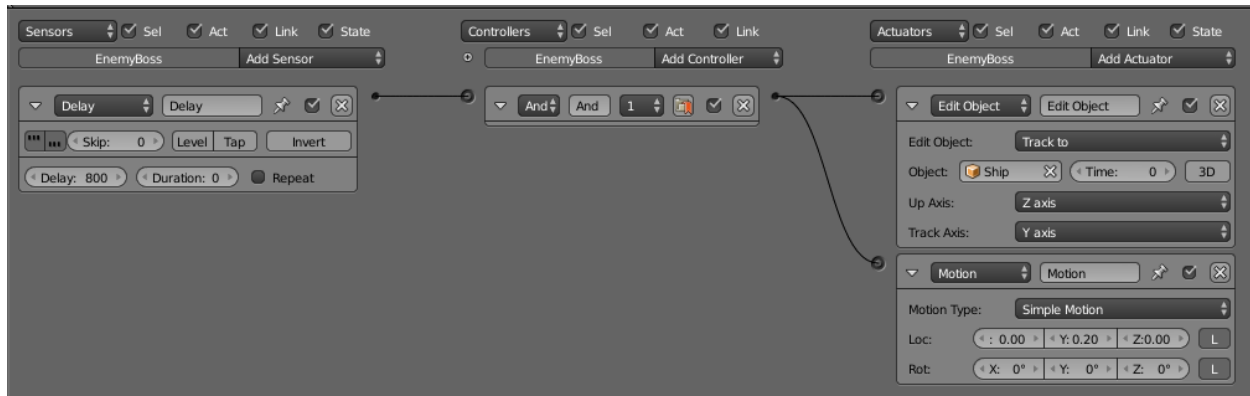 Sensors Sel Act Link State Controllers Sel Act Link Actuators Sel Act Link State
EnemyBoss Add Sensor EnemyBoss Add Controller EnemyBoss Add Actuator
Delay Delay
Skip: 0 Level Tap Invert
Delay: 800 Duration: 0 Repeat
And And 1
Edit Object Edit Object
Edit Object: Track to
Object: Ship Time: 0 3D
Up Axis: Z axis
Track Axis: Y axis
Motion Motion
Motion Type: Simple Motion
Loc: : 0.00 Y: 0.20 Z:0.00 L
Rot: X: 0° Y: 0° Z: 0° L